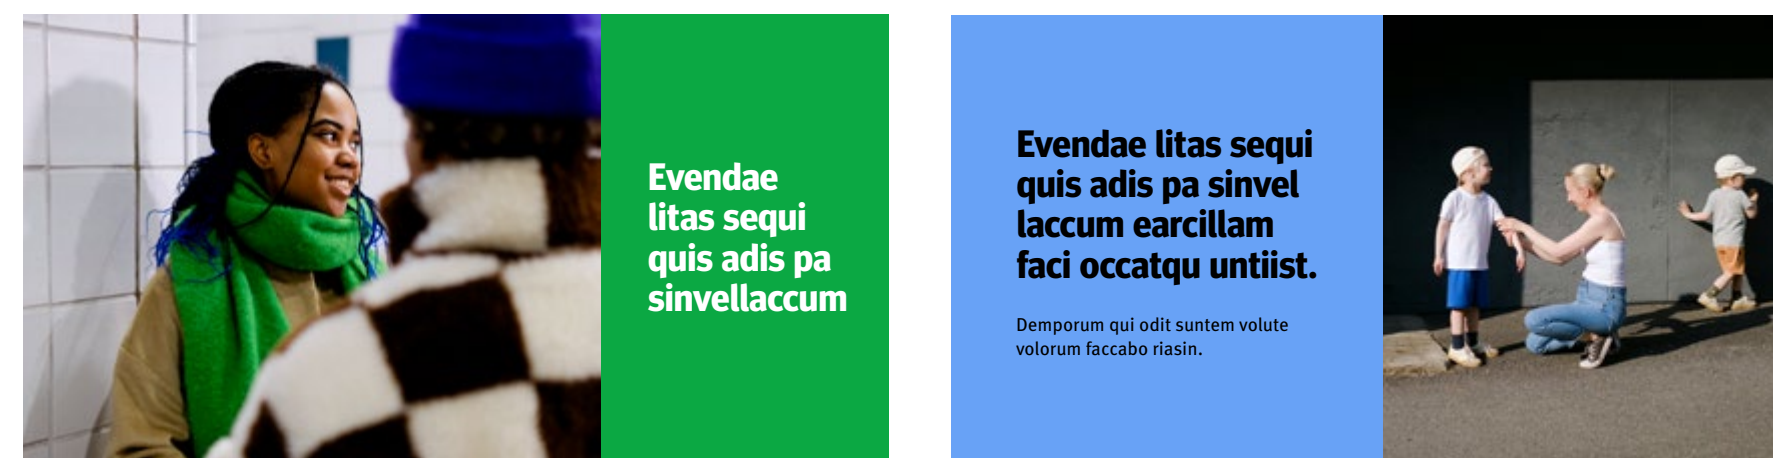 Evendae
litas sequi
quis adis pa
sinvellaccum
Evendae litas sequi
quis adis pa sinvel
laccum earcillam
faci occatqu untiist.
Demporum qui odit suntem volute
volorum faccabo riasin.